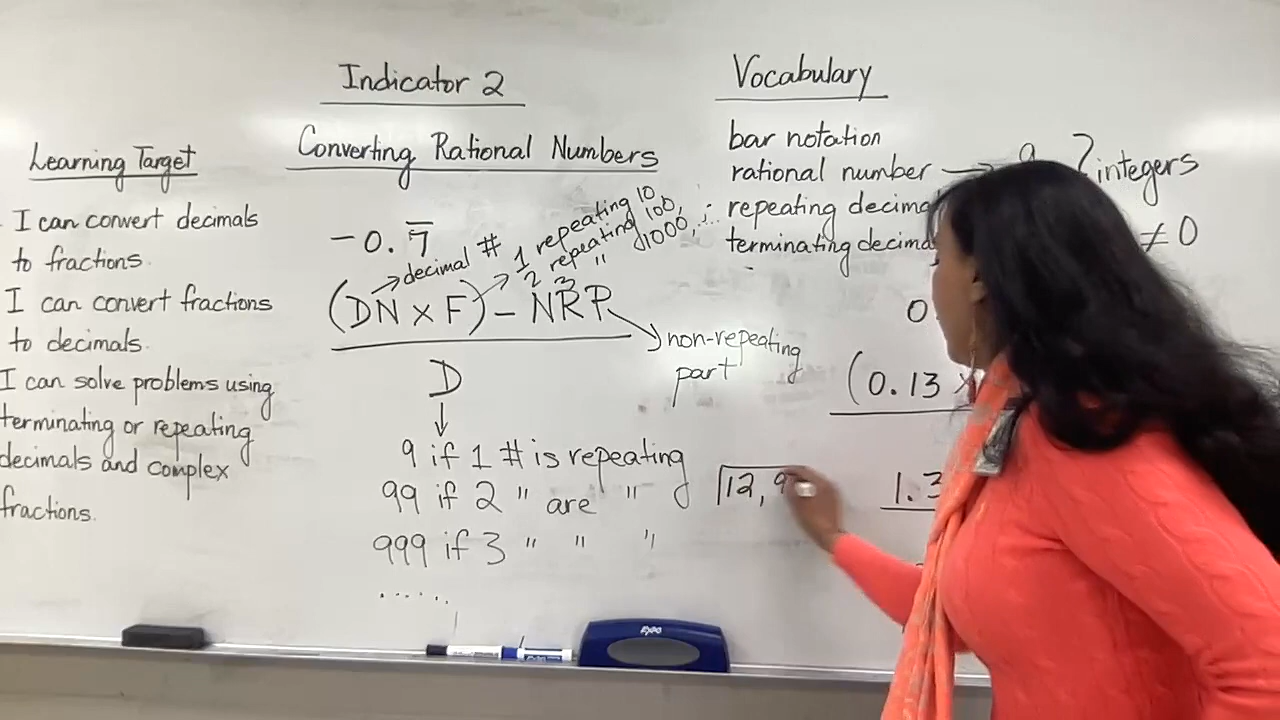 Indicator 2
Converting Rational Numbers
Learning Target
I can convert decimals
to fractions.
I can convert fractions
to decimals.
I can solve problems using
terminating or repeating
decimals and complex
fractions.
-0.7̅
→decimal #
1 repeating 10
2 repeating 100,
3 " 1000, ...
(DN x F) - NRP
non-repeating
part
D
9 if 1 # is repeating
99 if 2 " are "
999 if 3 " " "
......
Vocabulary
bar notation
rational number → integers
repeating
terminating
≠ 0
0
(0.13 x
1.3
12, 9
Expo